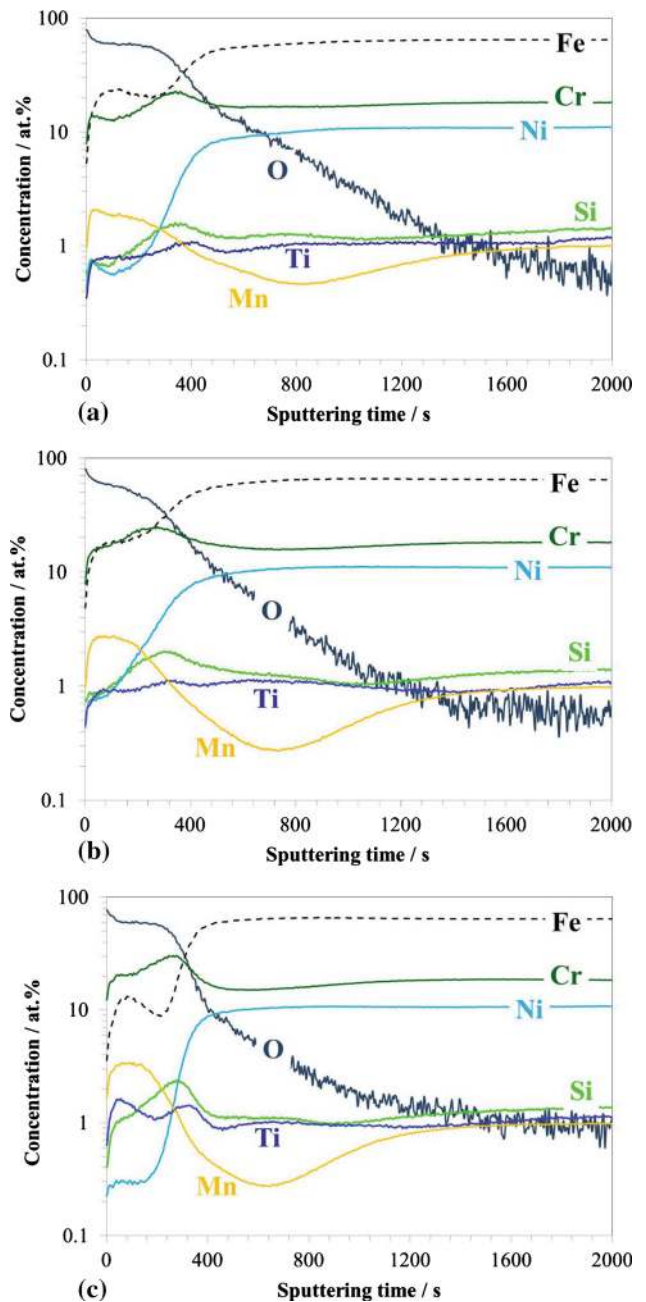 100
10
1
0.1
Concentration / at.%
Fe
Cr
Ni
O
Si
Ti
Mn
0 400 800 1200 1600 2000
(a) Sputtering time / s
100
10
1
0.1
Concentration / at.%
Fe
Cr
Ni
O
Si
Ti
Mn
0 400 800 1200 1600 2000
(b) Sputtering time / s
100
10
1
0.1
Concentration / at.%
Fe
Cr
Ni
O
Si
Ti
Mn
0 400 800 1200 1600 2000
(c) Sputtering time / s